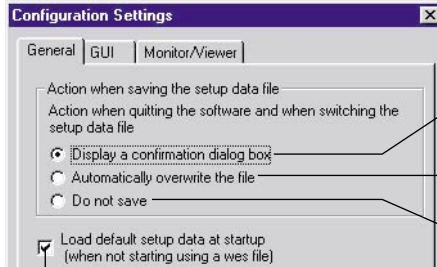 Configuration Settings
General
GUI
Monitor/Viewer
Action when saving the setup data file
Action when quitting the software and when switching the
setup data file
Display a confirmation dialog box
Automatically overwrite the file
Do not save
Load default setup data at startup
(when not starting using a wes file)